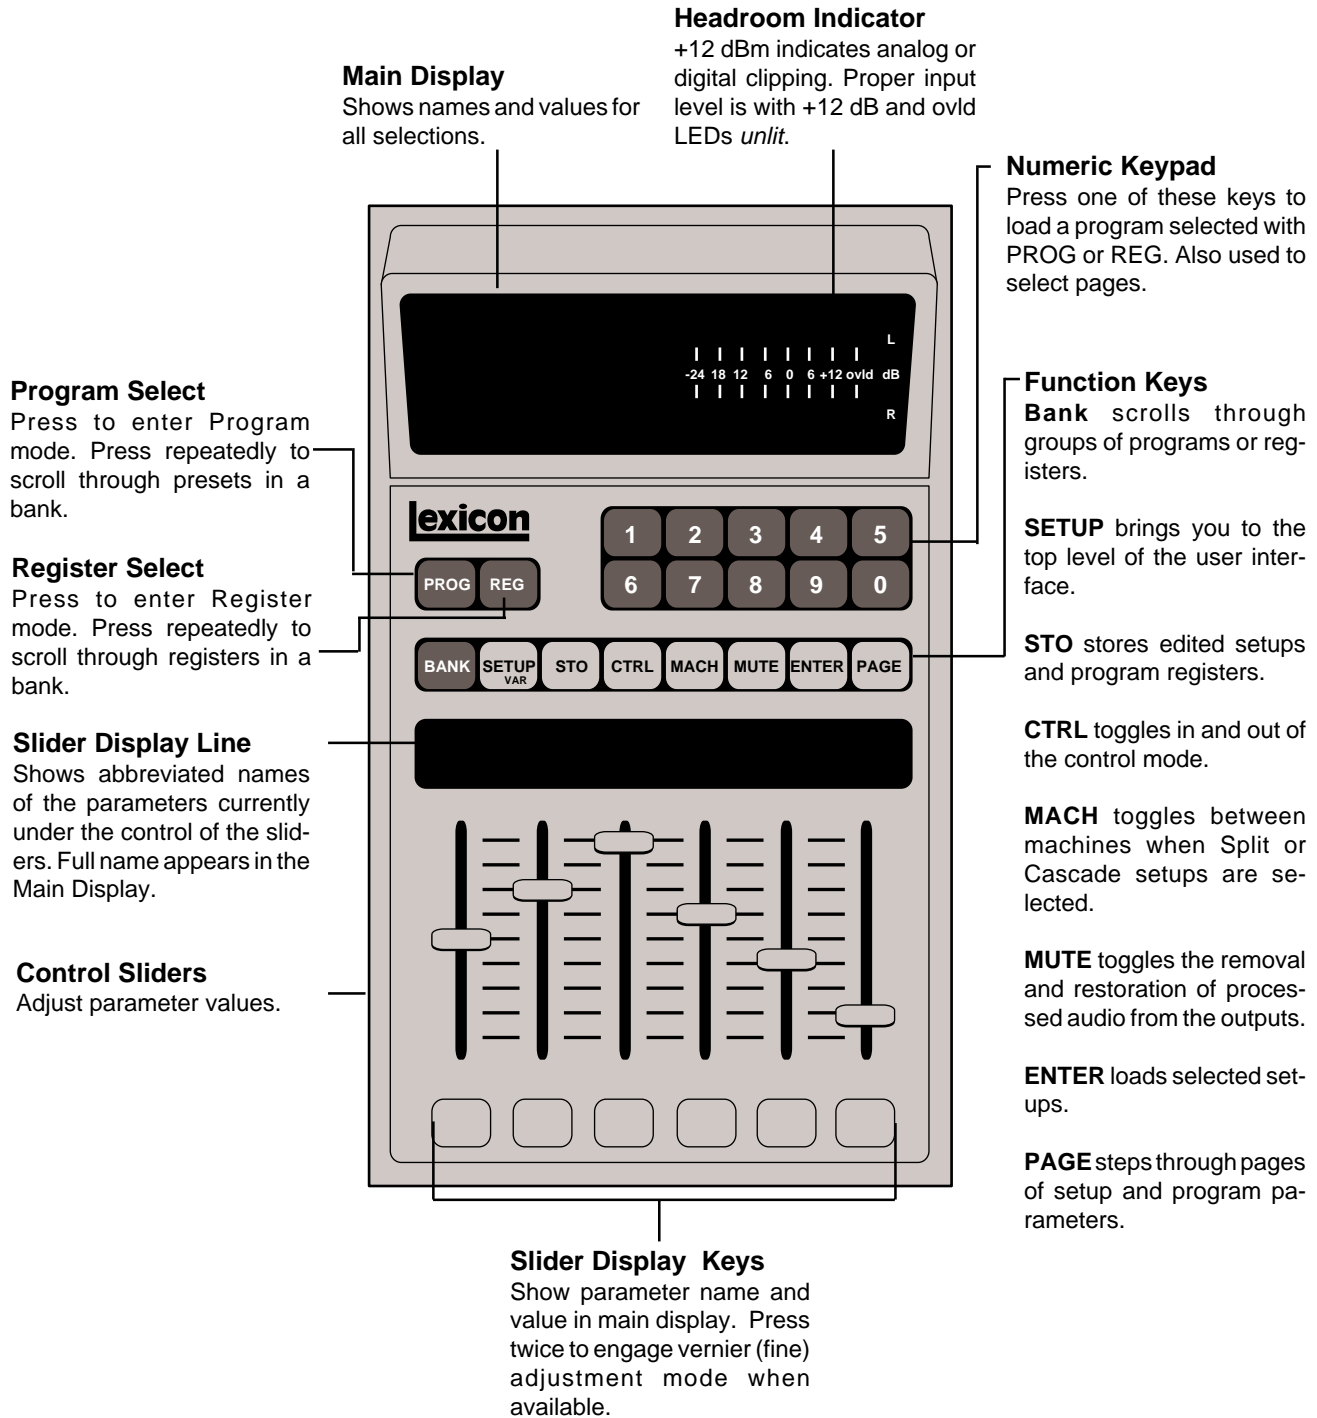 Headroom Indicator
+12 dBm indicates analog or
digital clipping. Proper input
level is with +12 dB and ovld
LEDs unlit.
Main Display
Shows names and values for
all selections.
Numeric Keypad
Press one of these keys to
load a program selected with
PROG or REG. Also used to
select pages.
L
-24 18 12 6 0 6 +12 ovld dB
R
Program Select
Press to enter Program
mode. Press repeatedly to
scroll through presets in a
bank.
Register Select
Press to enter Register
mode. Press repeatedly to
scroll through registers in a
bank.
Slider Display Line
Shows abbreviated names
of the parameters currently
under the control of the slid-
ers. Full name appears in the
Main Display.
Control Sliders
Adjust parameter values.
lexicon
1 2 3 4 5
PROG REG
6 7 8 9 0
BANK SETUP STO CTRL MACH MUTE ENTER PAGE
VAR
Function Keys
Bank scrolls through
groups of programs or reg-
isters.
SETUP brings you to the
top level of the user inter-
face.
STO stores edited setups
and program registers.
CTRL toggles in and out of
the control mode.
MACH toggles between
machines when Split or
Cascade setups are se-
lected.
MUTE toggles the removal
and restoration of proces-
sed audio from the outputs.
ENTER loads selected set-
ups.
PAGE steps through pages
of setup and program pa-
rameters.
Slider Display Keys
Show parameter name and
value in main display. Press
twice to engage vernier (fine)
adjustment mode when
available.